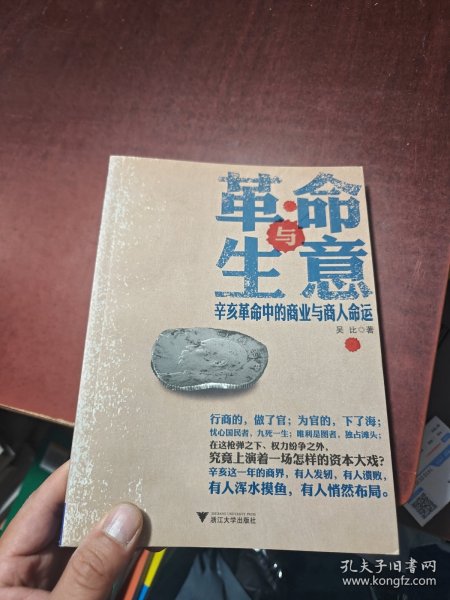 革命
与
生意
辛亥革命中的商业与商人命运
吴比◇著
行商的，做了官；为官的，下了海；
忧心国民者，九死一生；唯利是图者，独占滩头；
在这枪弹之下、权力纷争之外，
究竟上演着一场怎样的资本大戏？
辛亥这一年的商界，有人发轫，有人溃败，
有人浑水摸鱼，有人悄然布局。
ZHEJIANG UNIVERSITY PRESS
浙江大学出版社
孔夫子旧书网
www.kongfz.com